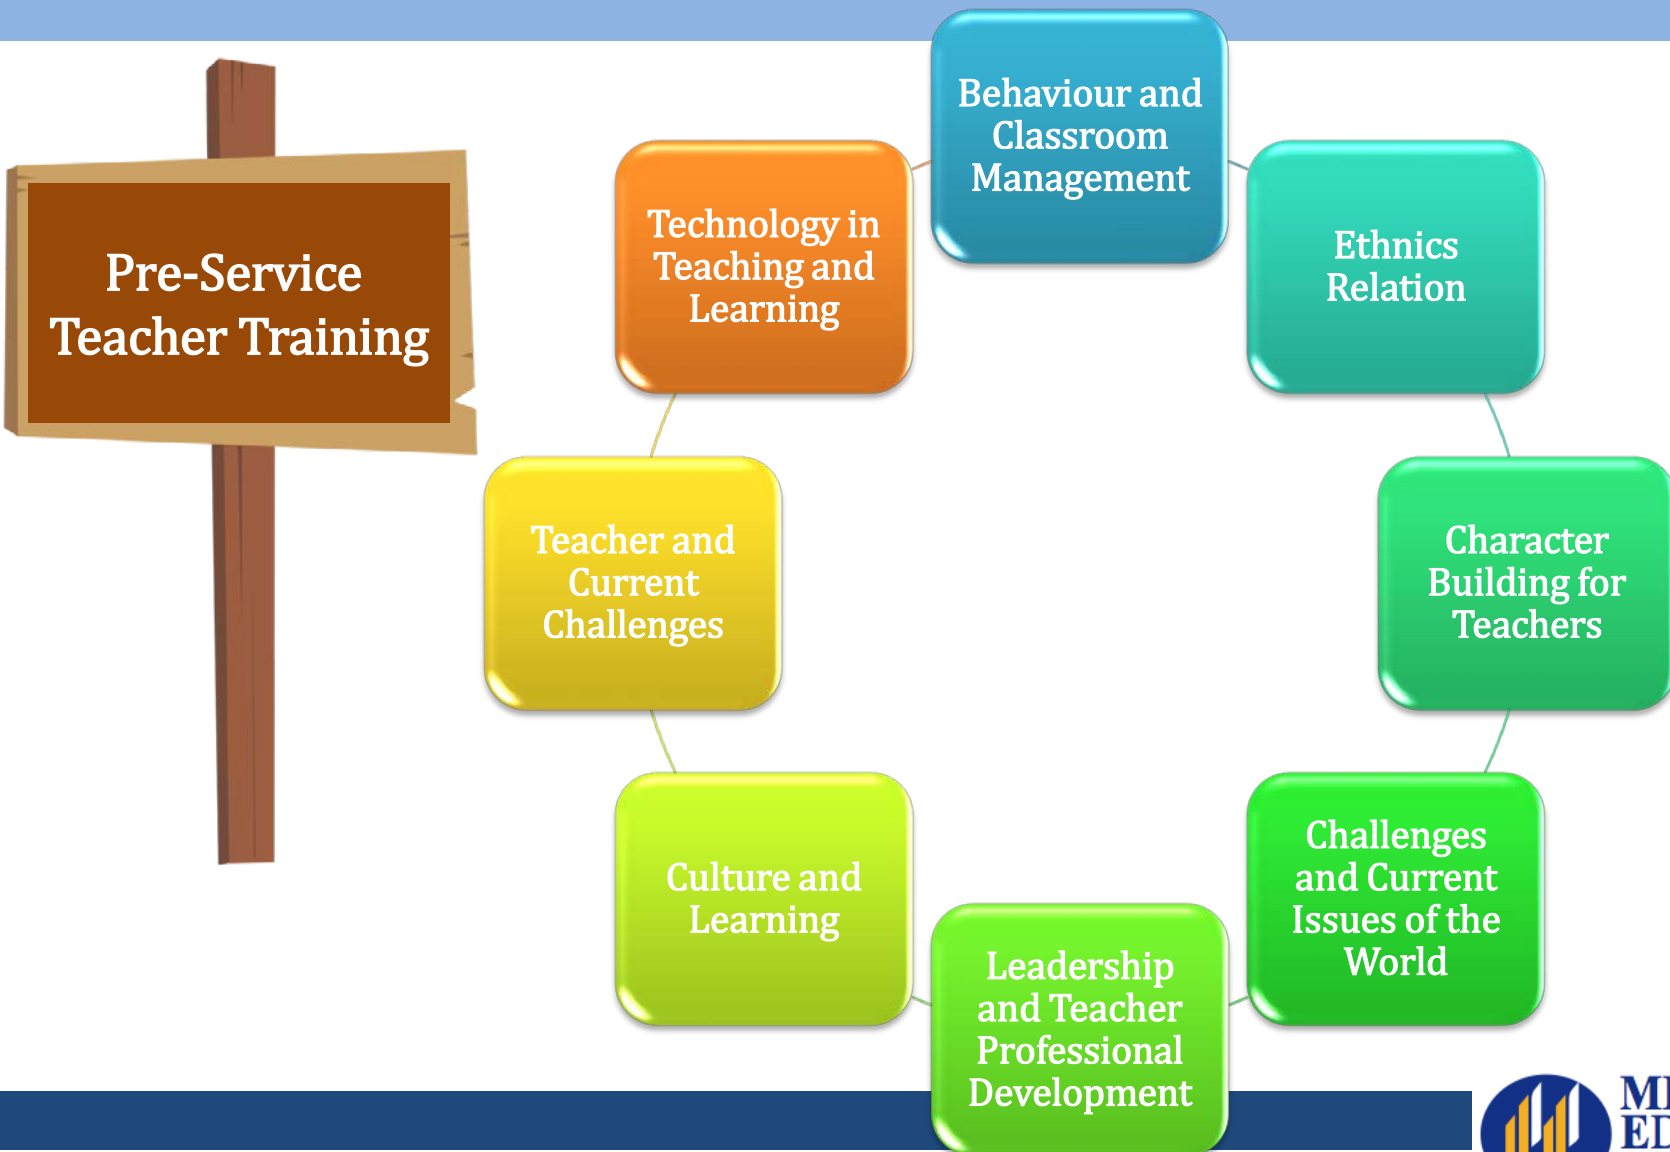 Pre-Service
Teacher Training
Behaviour and
Classroom
Management
Ethnics
Relation
Character
Building for
Teachers
Challenges
and Current
Issues of the
World
Leadership
and Teacher
Professional
Development
Culture and
Learning
Teacher and
Current
Challenges
Technology in
Teaching and
Learning